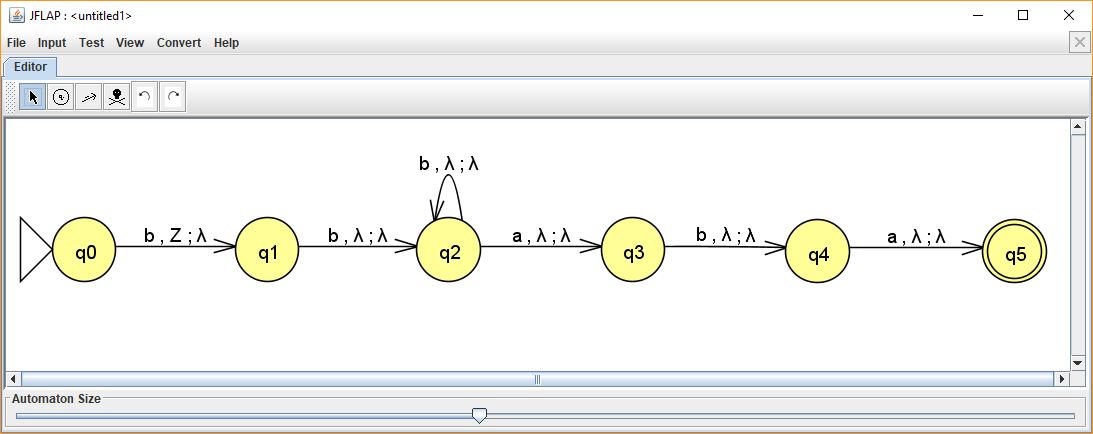 JFLAP : <untitled1>
File Input Test View Convert Help
Editor
b , λ ; λ
b , Z ; λ b , λ ; λ a , λ ; λ b , λ ; λ a , λ ; λ
q0 q1 q2 q3 q4 q5
Automaton Size